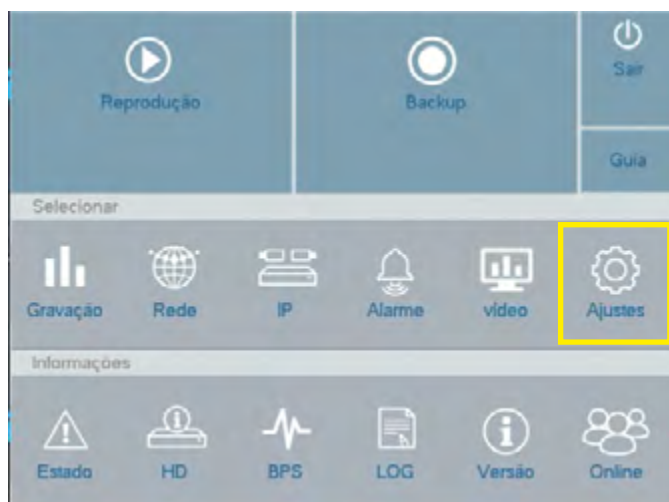 Reprodução
Backup
Sair
Guia
Selecionar
Gravação
Rede
IP
Alarme
vídeo
Ajustes
Informações
Estado
HD
BPS
LOG
Versão
Online